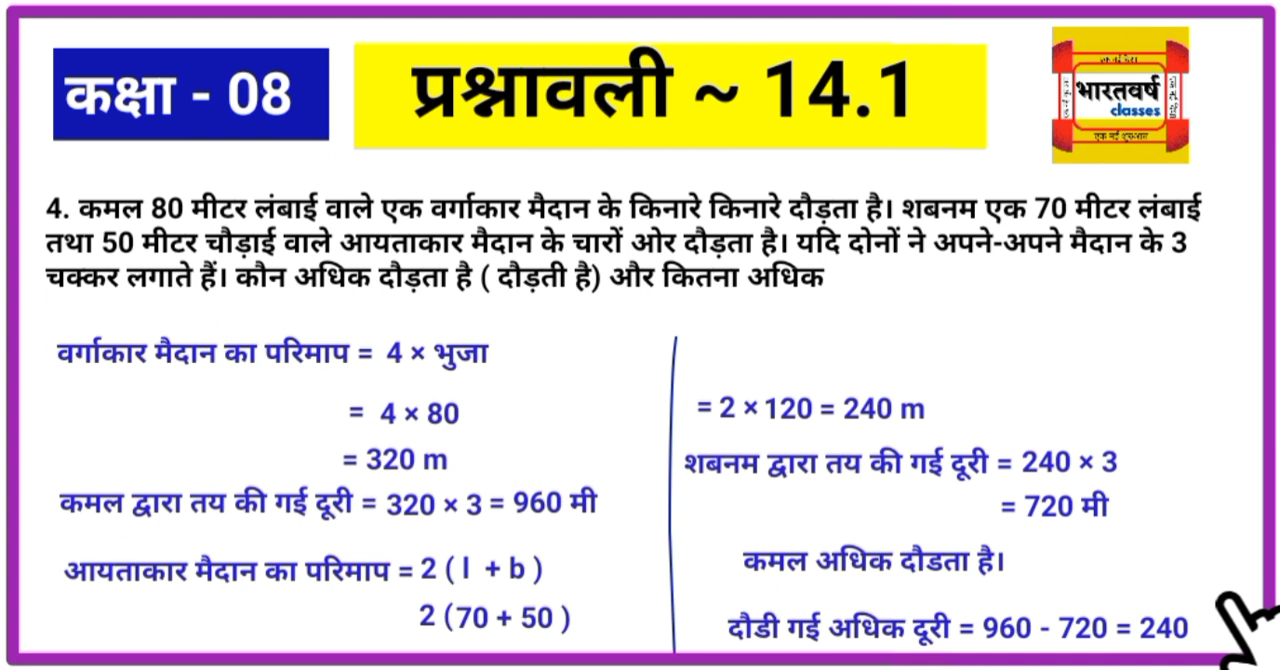 कक्षा - 08
प्रश्नावली ~ 14.1
भारतवर्ष
classes
एक नई शुरुआत
4. कमल 80 मीटर लंबाई वाले एक वर्गाकार मैदान के किनारे किनारे दौड़ता है। शबनम एक 70 मीटर लंबाई
तथा 50 मीटर चौड़ाई वाले आयताकार मैदान के चारों ओर दौड़ता है। यदि दोनों ने अपने-अपने मैदान के 3
चक्कर लगाते हैं। कौन अधिक दौड़ता है ( दौड़ती है) और कितना अधिक
वर्गाकार मैदान का परिमाप = 4 × भुजा
= 4 × 80
= 320 m
कमल द्वारा तय की गई दूरी = 320 × 3 = 960 मी
आयताकार मैदान का परिमाप = 2 ( l + b )
2 (70 + 50 )
= 2 × 120 = 240 m
शबनम द्वारा तय की गई दूरी = 240 × 3
= 720 मी
कमल अधिक दौडता है।
दौडी गई अधिक दूरी = 960 - 720 = 240